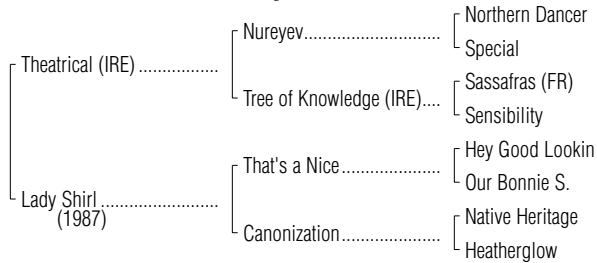 Northern Dancer
Nureyev
Special
Theatrical (IRE)
Sassafras (FR)
Tree of Knowledge (IRE)
Sensibility
Hey Good Lookin
That's a Nice
Our Bonnie S.
Lady Shirl
(1987)
Native Heritage
Canonization
Heatherglow